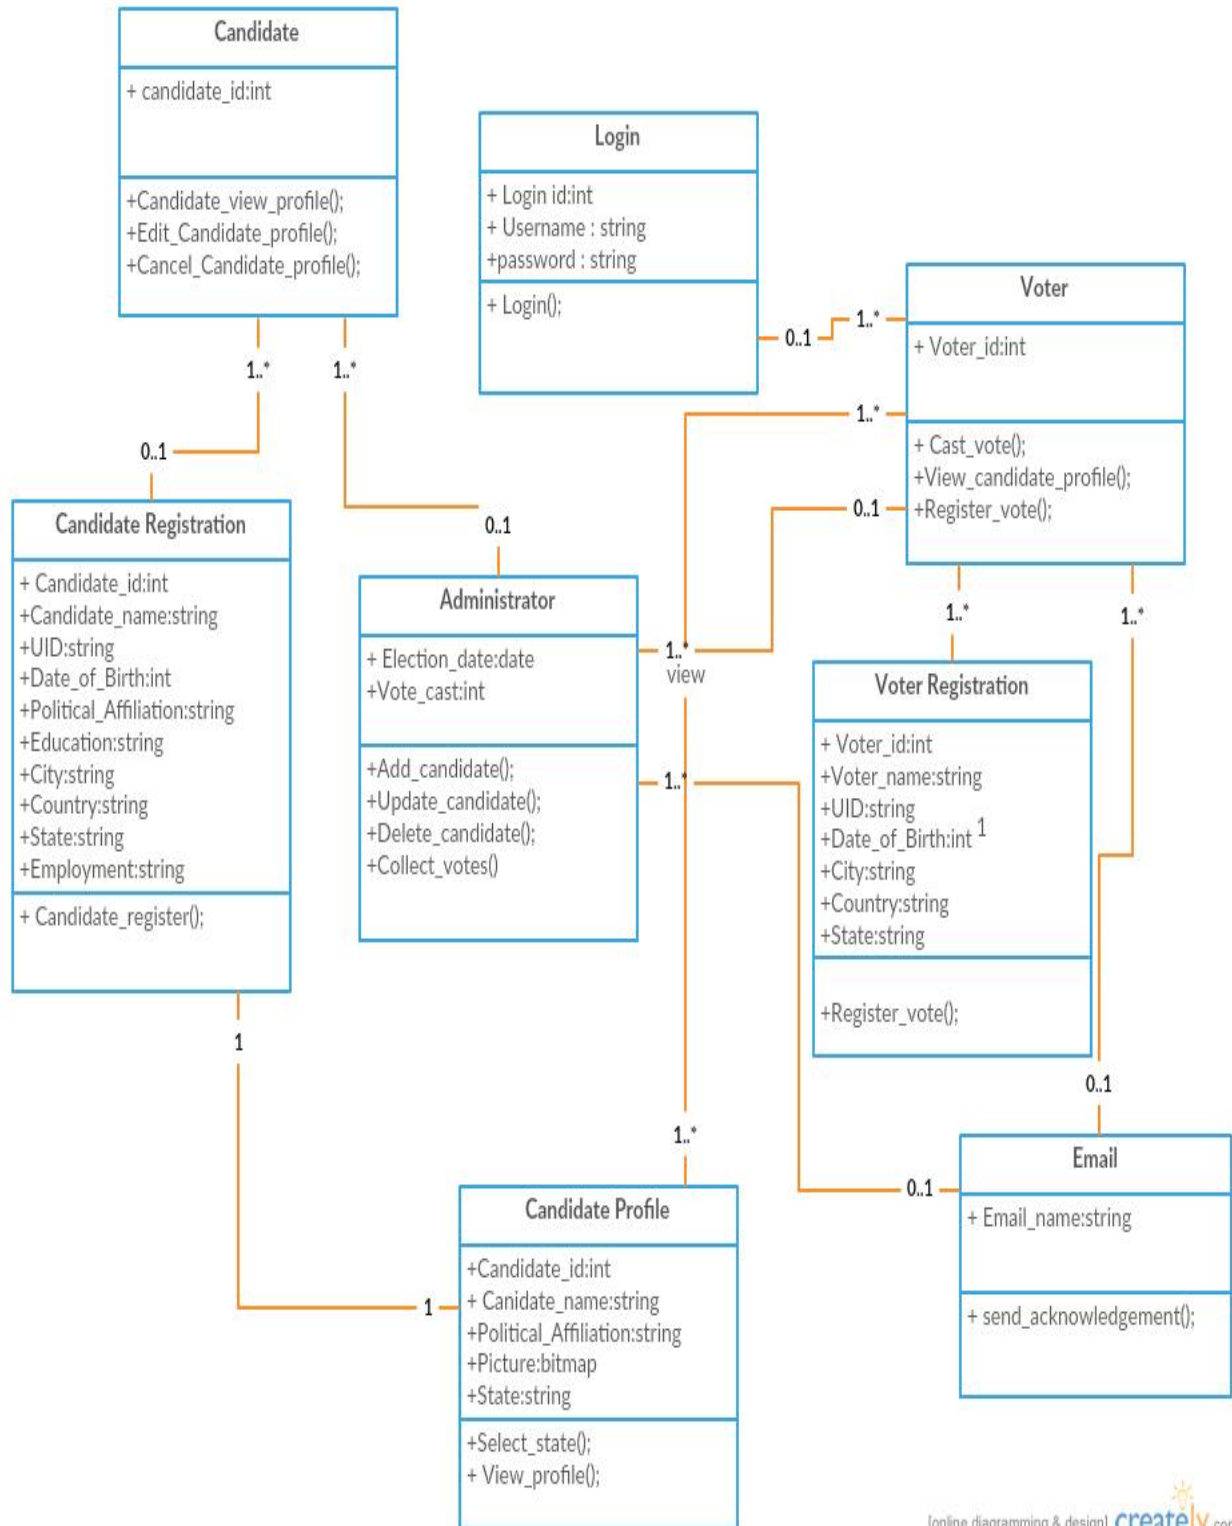 Candidate
+ candidate_id:int
+Candidate_view_profile();
+Edit_Candidate_profile();
+Cancel_Candidate_profile();
1..*
1..*
0..1
0..1
Login
+ Login id:int
+ Username : string
+password : string
+ Login();
0..1
1..*
Voter
+ Voter_id:int
+ Cast_vote();
+View_candidate_profile();
+Register_vote();
1..*
0..1
1..*
1..*
Candidate Registration
+ Candidate_id:int
+Candidate_name:string
+UID:string
+Date_of_Birth:int
+Political_Affiliation:string
+Education:string
+City:string
+Country:string
+State:string
+Employment:string
+ Candidate_register();
1
Administrator
+ Election_date:date
+Vote_cast:int
+Add_candidate();
+Update_candidate();
+Delete_candidate();
+Collect_votes()
1..*
view
1..*
Voter Registration
+ Voter_id:int
+Voter_name:string
+UID:string
+Date_of_Birth:int 1
+City:string
+Country:string
+State:string
+Register_vote();
0..1
1..*
0..1
1
Candidate Profile
+Candidate_id:int
+ Canidate_name:string
+Political_Affiliation:string
+Picture:bitmap
+State:string
+Select_state();
+ View_profile();
Email
+ Email_name:string
+ send_acknowledgement();
[online diagramming & design] creately